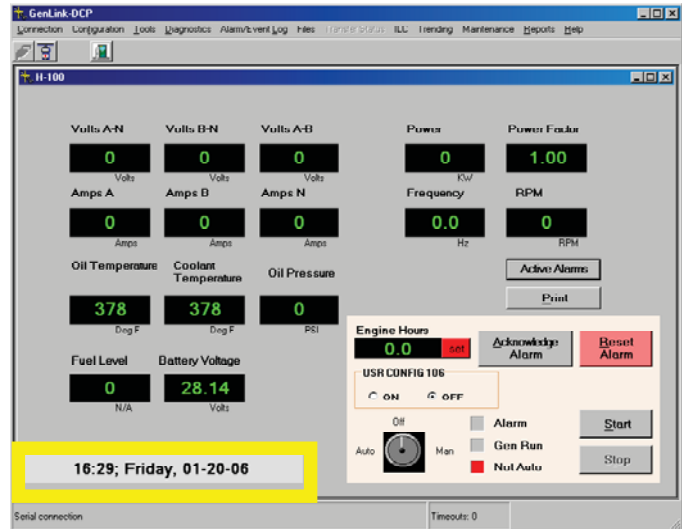 GenLink-DCP
Connection Configuration Tools Diagnostics Alarm/Event Log Files Transfer Status ILC Trending Maintenance Reports Help
H-100
Volts A-N Volts B-N Volts A-B Power Power Factor
0 0 0 0 1.00
Volts Volts Volts KW
Amps A Amps B Amps N Frequency RPM
0 0 0 0.0 0
Amps Amps Amps Hz RPM
Oil Temperature Coolant Temperature Oil Pressure Active Alarms
378 378 0 Print
Deg F Deg F PSI
Fuel Level Battery Voltage
0 28.14
N/A Volts
Engine Hours
0.0 set Acknowledge Alarm Reset Alarm
USR CONFIG 106
ON OFF
Off Alarm Start
Auto Man Gen Run
Not Auto Stop
16:29; Friday, 01-20-06
Serial connection Timeouts: 0